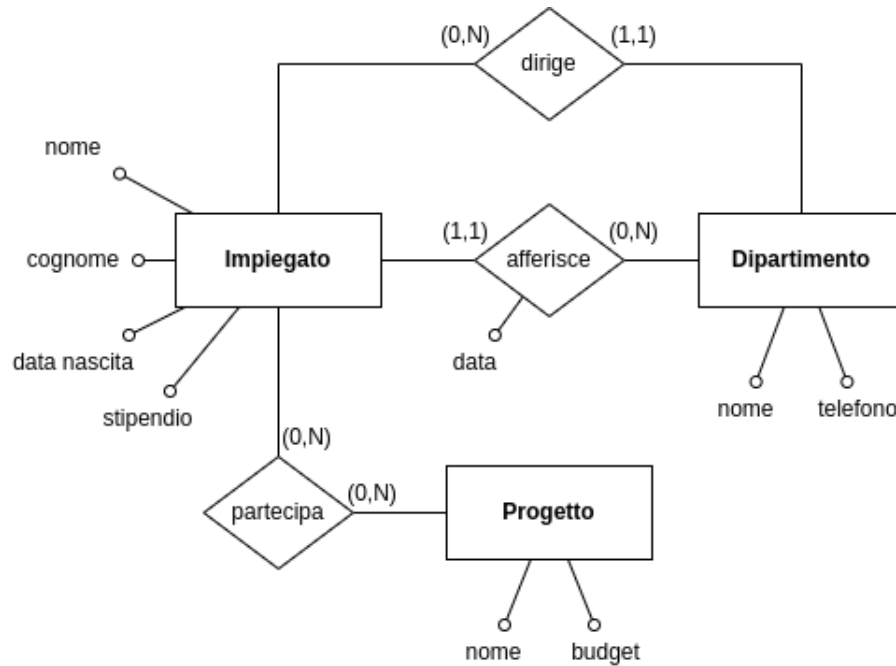 (0,N)
dirige
(1,1)
nome
cognome
Impiegato
(1,1)
afferisce
(0,N)
Dipartimento
data nascita
data
stipendio
nome
telefono
(0,N)
partecipa
(0,N)
Progetto
nome
budget